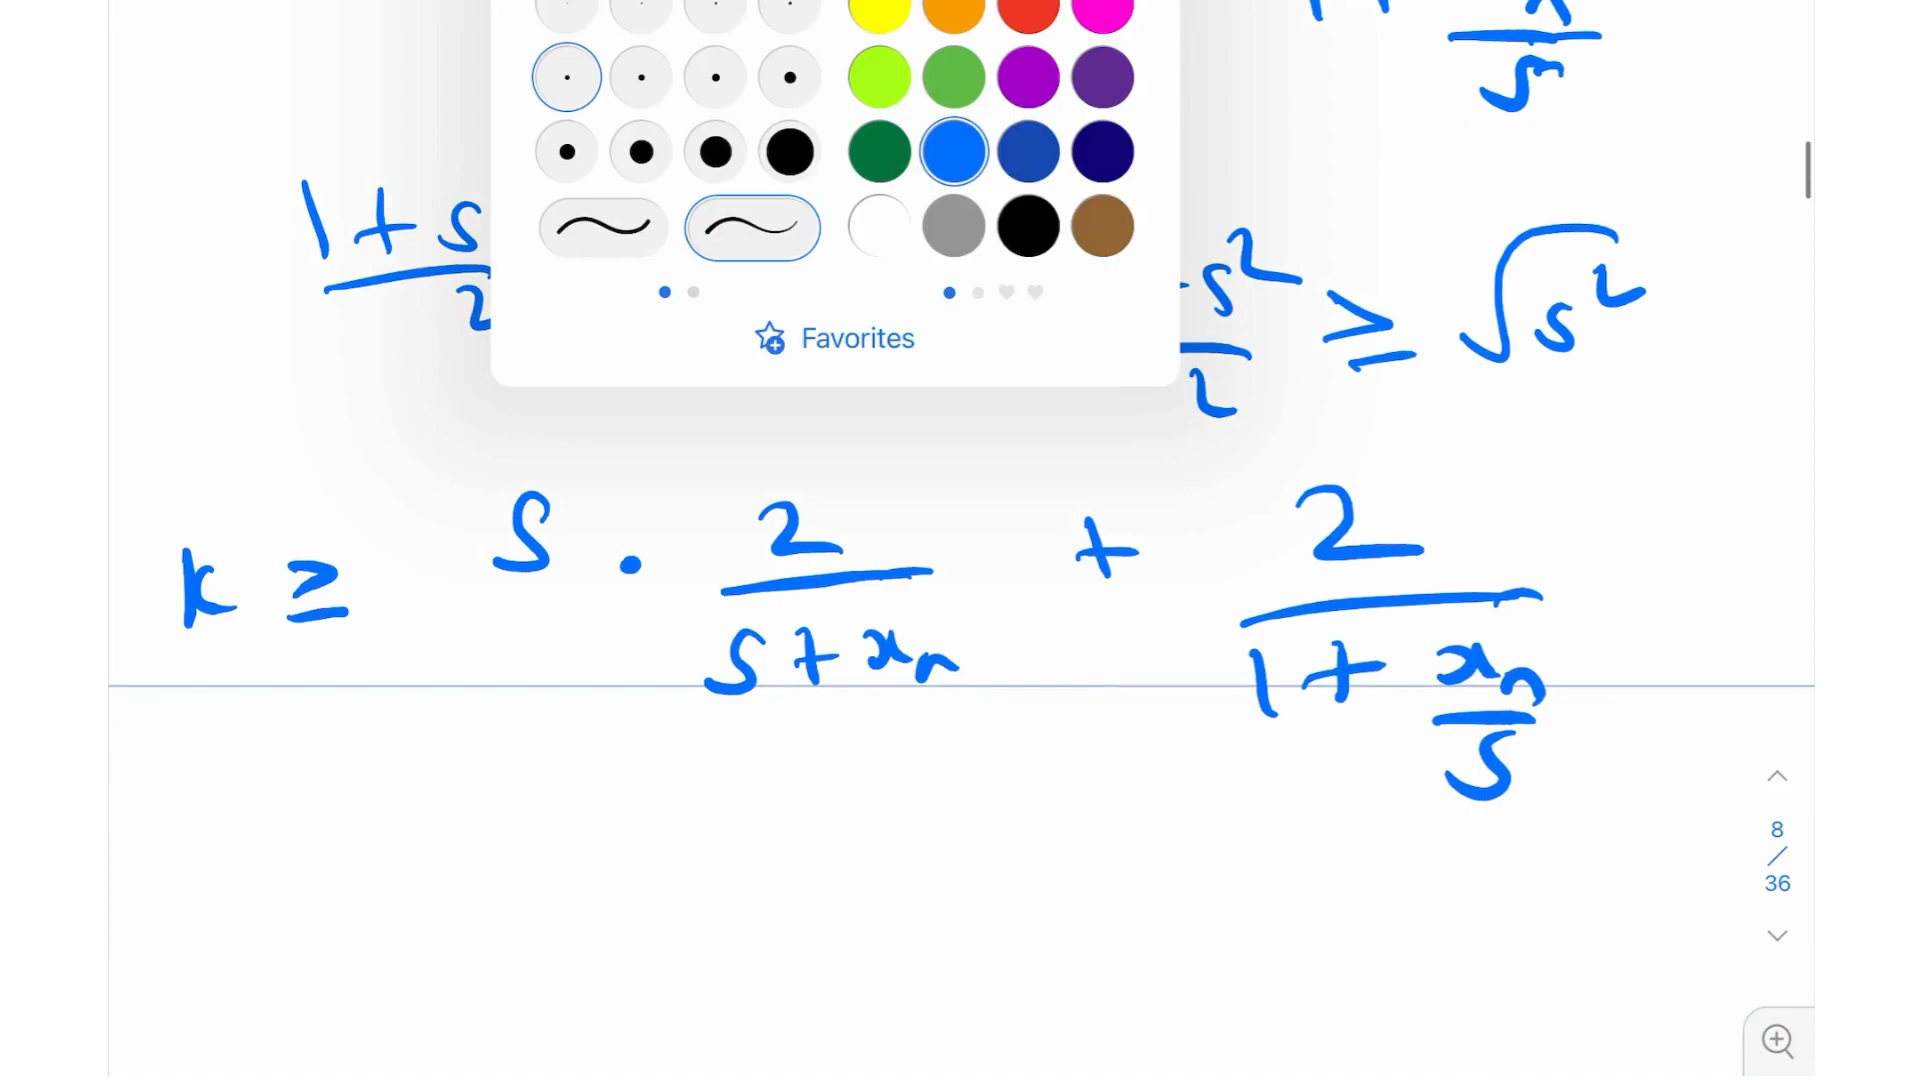 x
s
1 + s
2
s² / 2 ≥ √s²
Favorites
k ≥ s · 2 / (s + xₙ) + 2 / (1 + xₙ / s)
8
/
36